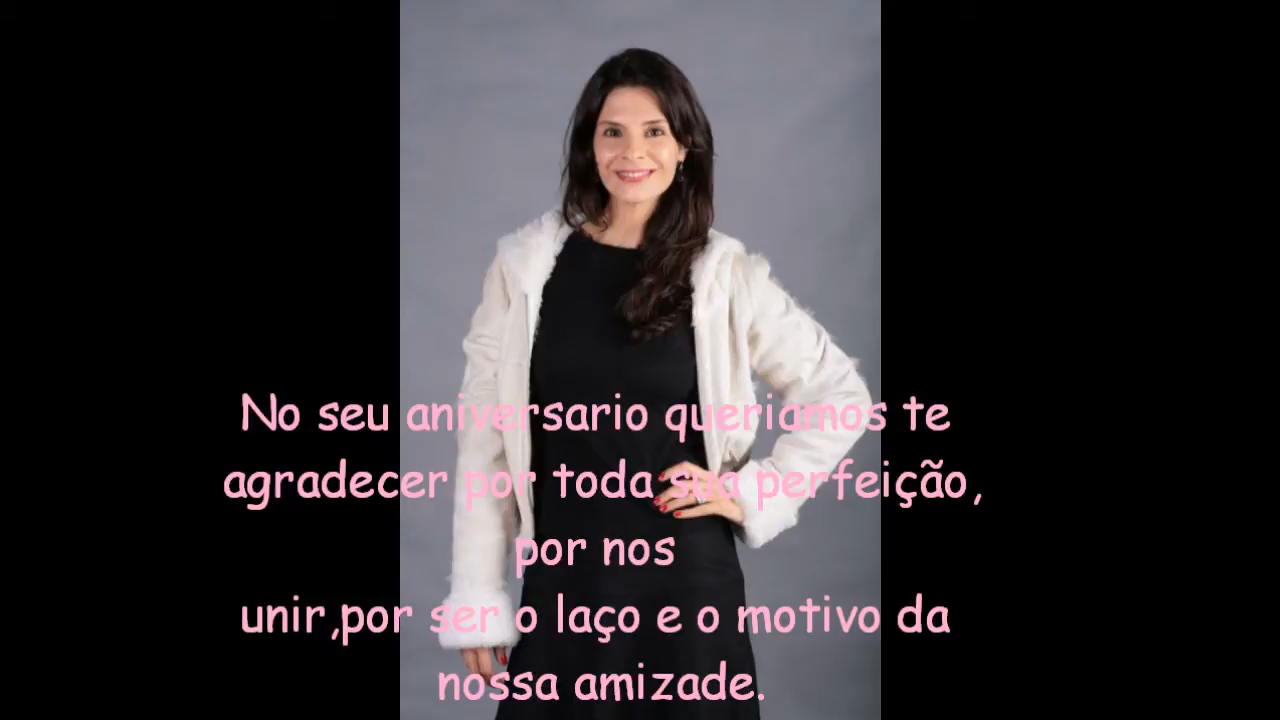 No seu aniversario queriamos te
agradecer por toda sua perfeição,
por nos
unir,por ser o laço e o motivo da
nossa amizade.